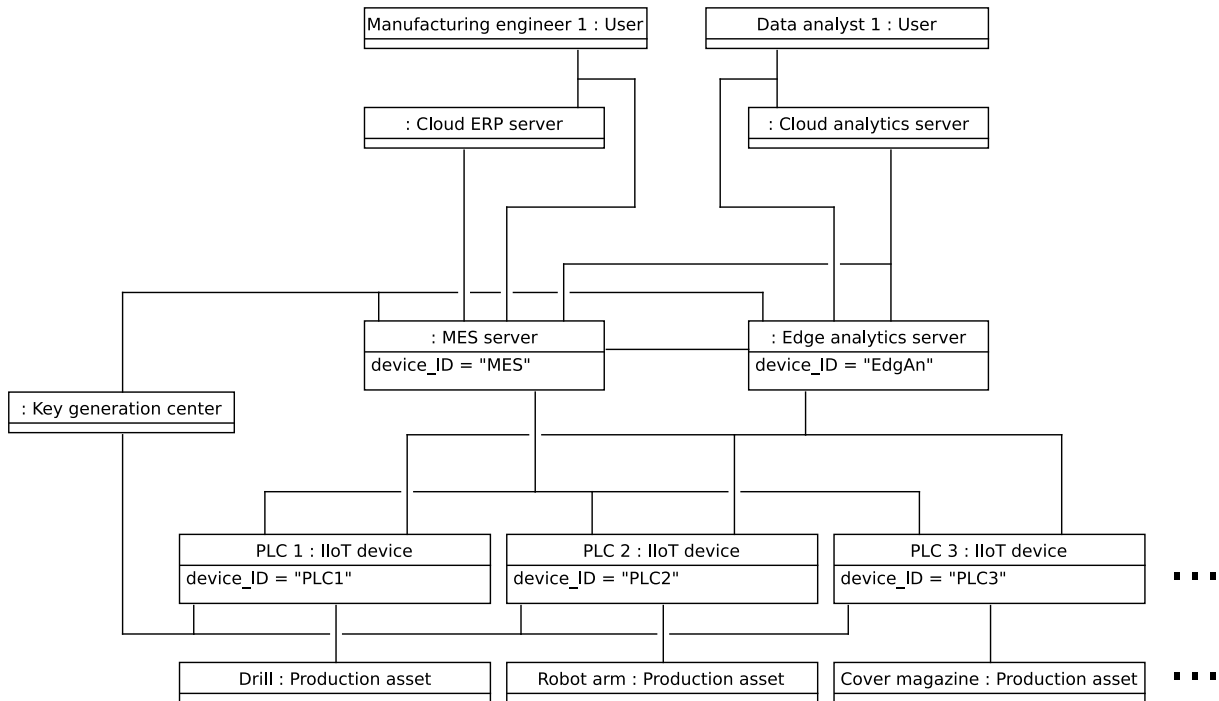 Manufacturing engineer 1 : User
Data analyst 1 : User
: Cloud ERP server
: Cloud analytics server
: MES server
device_ID = "MES"
: Edge analytics server
device_ID = "EdgAn"
: Key generation center
PLC 1 : IIoT device
device_ID = "PLC1"
PLC 2 : IIoT device
device_ID = "PLC2"
PLC 3 : IIoT device
device_ID = "PLC3"
...
Drill : Production asset
Robot arm : Production asset
Cover magazine : Production asset
...